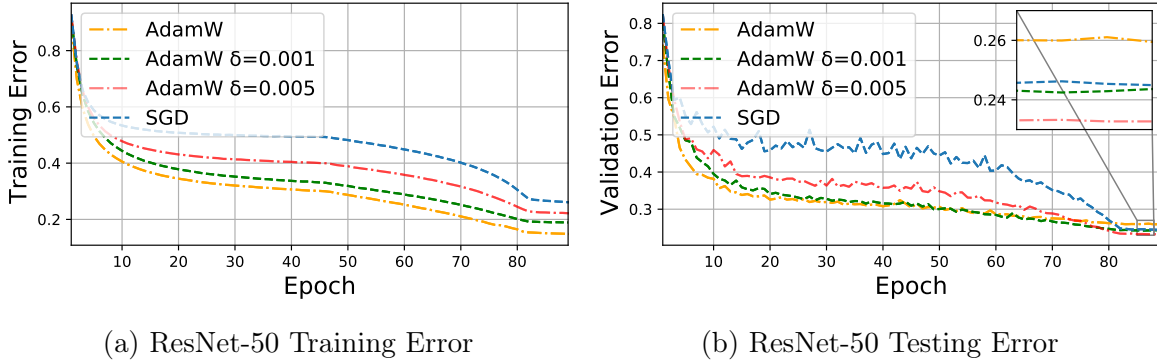 AdamW
AdamW δ=0.001
AdamW δ=0.005
SGD
Training Error
0.8
0.6
0.4
0.2
10 20 30 40 50 60 70 80
Epoch
(a) ResNet-50 Training Error
AdamW
AdamW δ=0.001
AdamW δ=0.005
SGD
Validation Error
0.8
0.7
0.6
0.5
0.4
0.3
0.26
0.24
10 20 30 40 50 60 70 80
Epoch
(b) ResNet-50 Testing Error